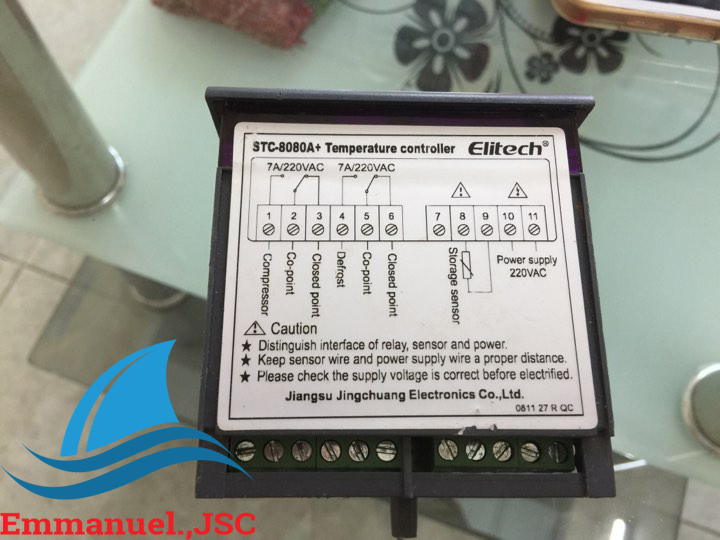 STC-8080A+ Temperature controller Elitech®
7A/220VAC 7A/220VAC
1 2 3 4 5 6 7 8 9 10 11
Compressor
Co-point
Closed point
Defrost
Co-point
Closed point
Storage sensor
Power supply
220VAC
Caution
★ Distinguish interface of relay, sensor and power.
★ Keep sensor wire and power supply wire a proper distance.
★ Please check the supply voltage is correct before electrified.
Jiangsu Jingchuang Electronics Co.,Ltd.
0811 27 R QC
Emmanuel.,JSC